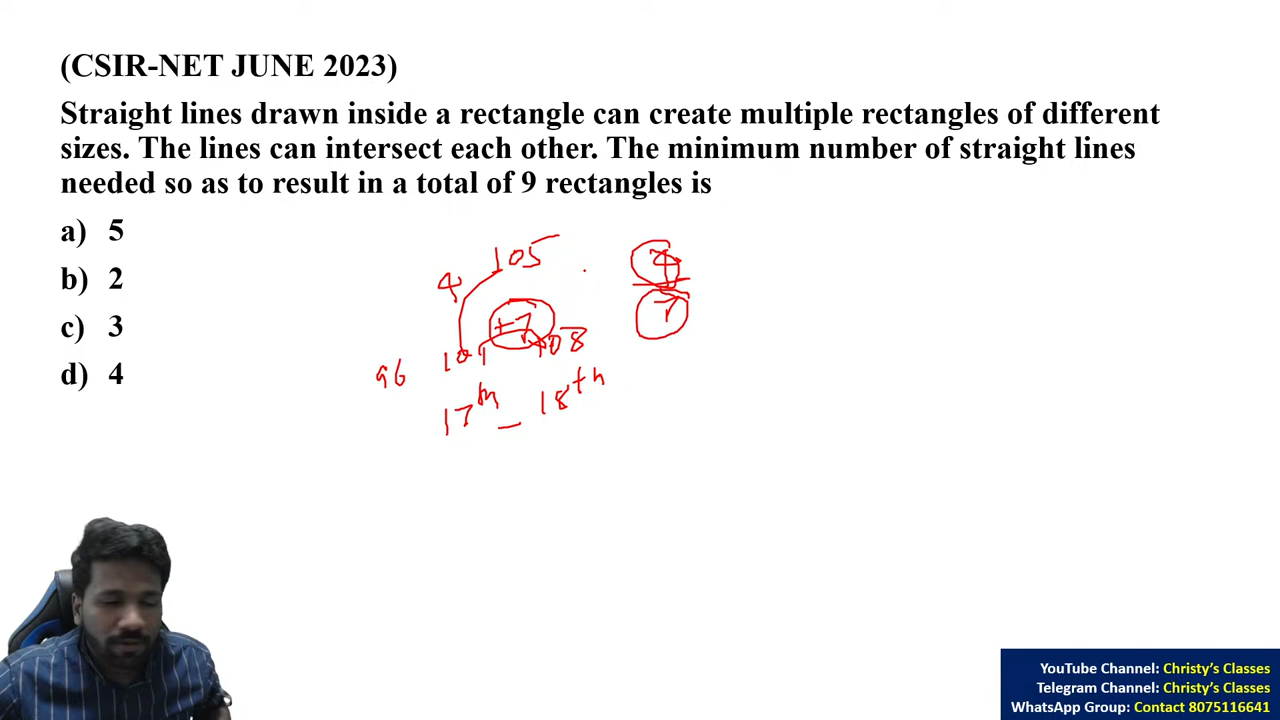 (CSIR-NET JUNE 2023)
Straight lines drawn inside a rectangle can create multiple rectangles of different
sizes. The lines can intersect each other. The minimum number of straight lines
needed so as to result in a total of 9 rectangles is
a) 5
b) 2
c) 3
d) 4
105
4
+7
108
101
96
17th – 18th
7
YouTube Channel: Christy's Classes
Telegram Channel: Christy's Classes
WhatsApp Group: Contact 8075116641